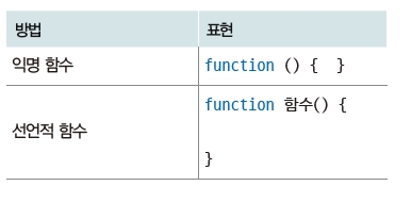 방법 표현
익명 함수 function () {  }
선언적 함수 function 함수() {
}